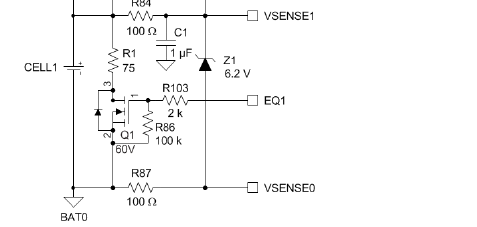 R84
VSENSE1
100 Ω
C1
1 µF
R1
75
Z1
6.2 V
CELL1
3
R103
1
EQ1
2 k
R86
100 k
2
Q1
60V
R87
VSENSE0
100 Ω
BAT0